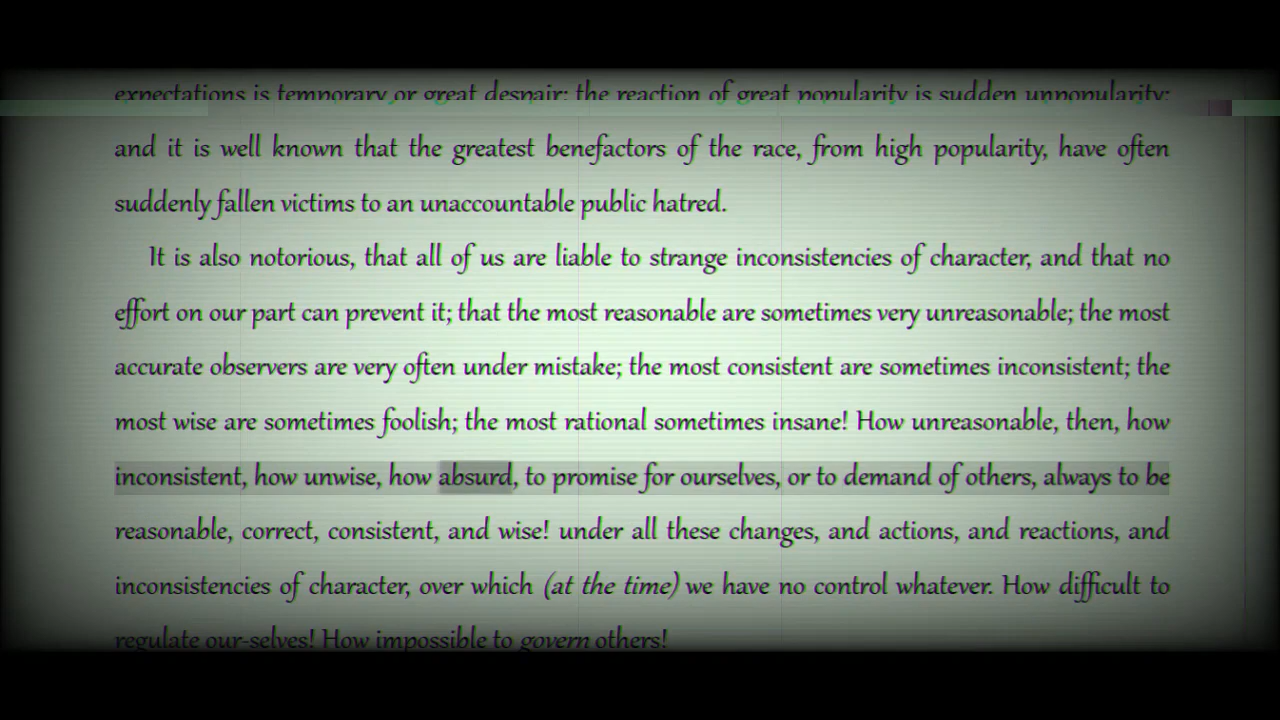 expectations is temporary or great despair; the reaction of great popularity is sudden unpopularity;
and it is well known that the greatest benefactors of the race, from high popularity, have often
suddenly fallen victims to an unaccountable public hatred.
It is also notorious, that all of us are liable to strange inconsistencies of character, and that no
effort on our part can prevent it; that the most reasonable are sometimes very unreasonable; the most
accurate observers are very often under mistake; the most consistent are sometimes inconsistent; the
most wise are sometimes foolish; the most rational sometimes insane! How unreasonable, then, how
inconsistent, how unwise, how absurd, to promise for ourselves, or to demand of others, always to be
reasonable, correct, consistent, and wise! under all these changes, and actions, and reactions, and
inconsistencies of character, over which (at the time) we have no control whatever. How difficult to
regulate our-selves! How impossible to govern others!